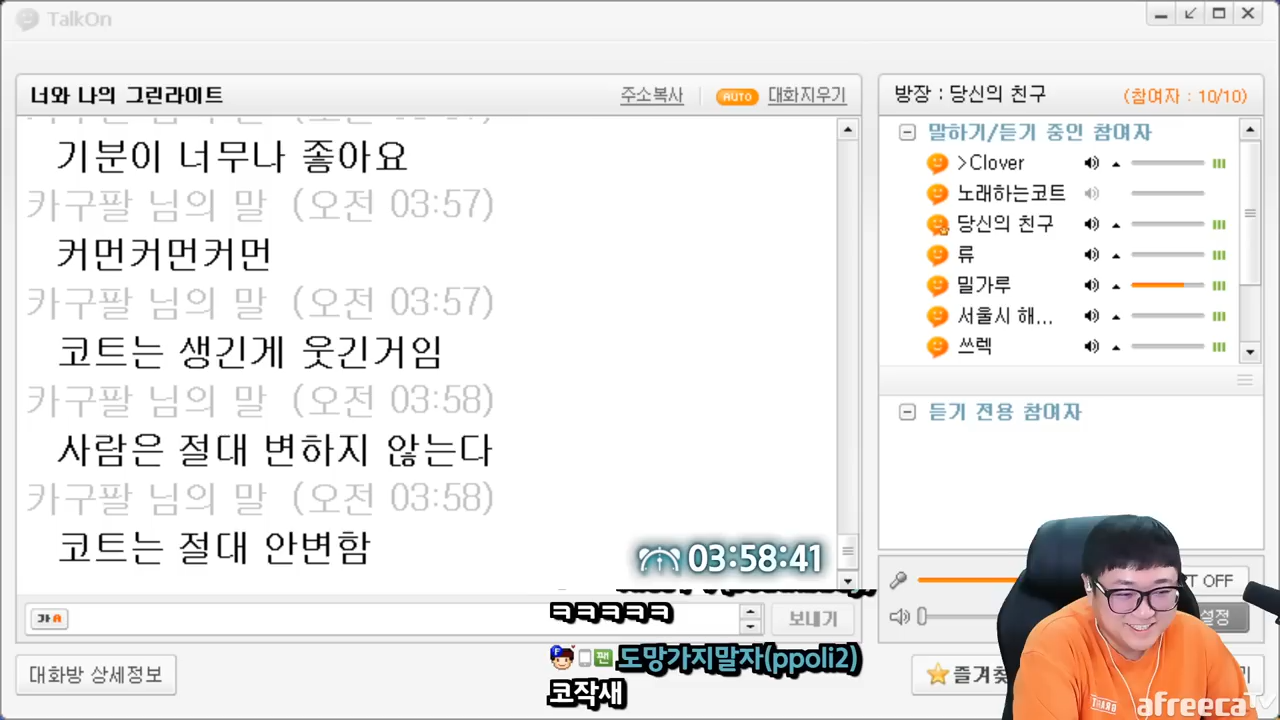 TalkOn
너와 나의 그린라이트
주소복사
AUTO
대화지우기
기분이 너무나 좋아요
카구팔 님의 말 (오전 03:57)
커먼커먼커먼
카구팔 님의 말 (오전 03:57)
코트는 생긴게 웃긴거임
카구팔 님의 말 (오전 03:58)
사람은 절대 변하지 않는다
카구팔 님의 말 (오전 03:58)
코트는 절대 안변함
03:58:41
가A
보내기
대화방 상세정보
ㅋㅋㅋㅋㅋ
F 팬 도망가지말자(ppoli2)
코작새
방장 : 당신의 친구
(참여자 : 10/10)
말하기/듣기 중인 참여자
>Clover
노래하는코트
당신의 친구
류
밀가루
서울시 해...
쓰렉
듣기 전용 참여자
OFF
설정
즐겨찾
afreecaTV